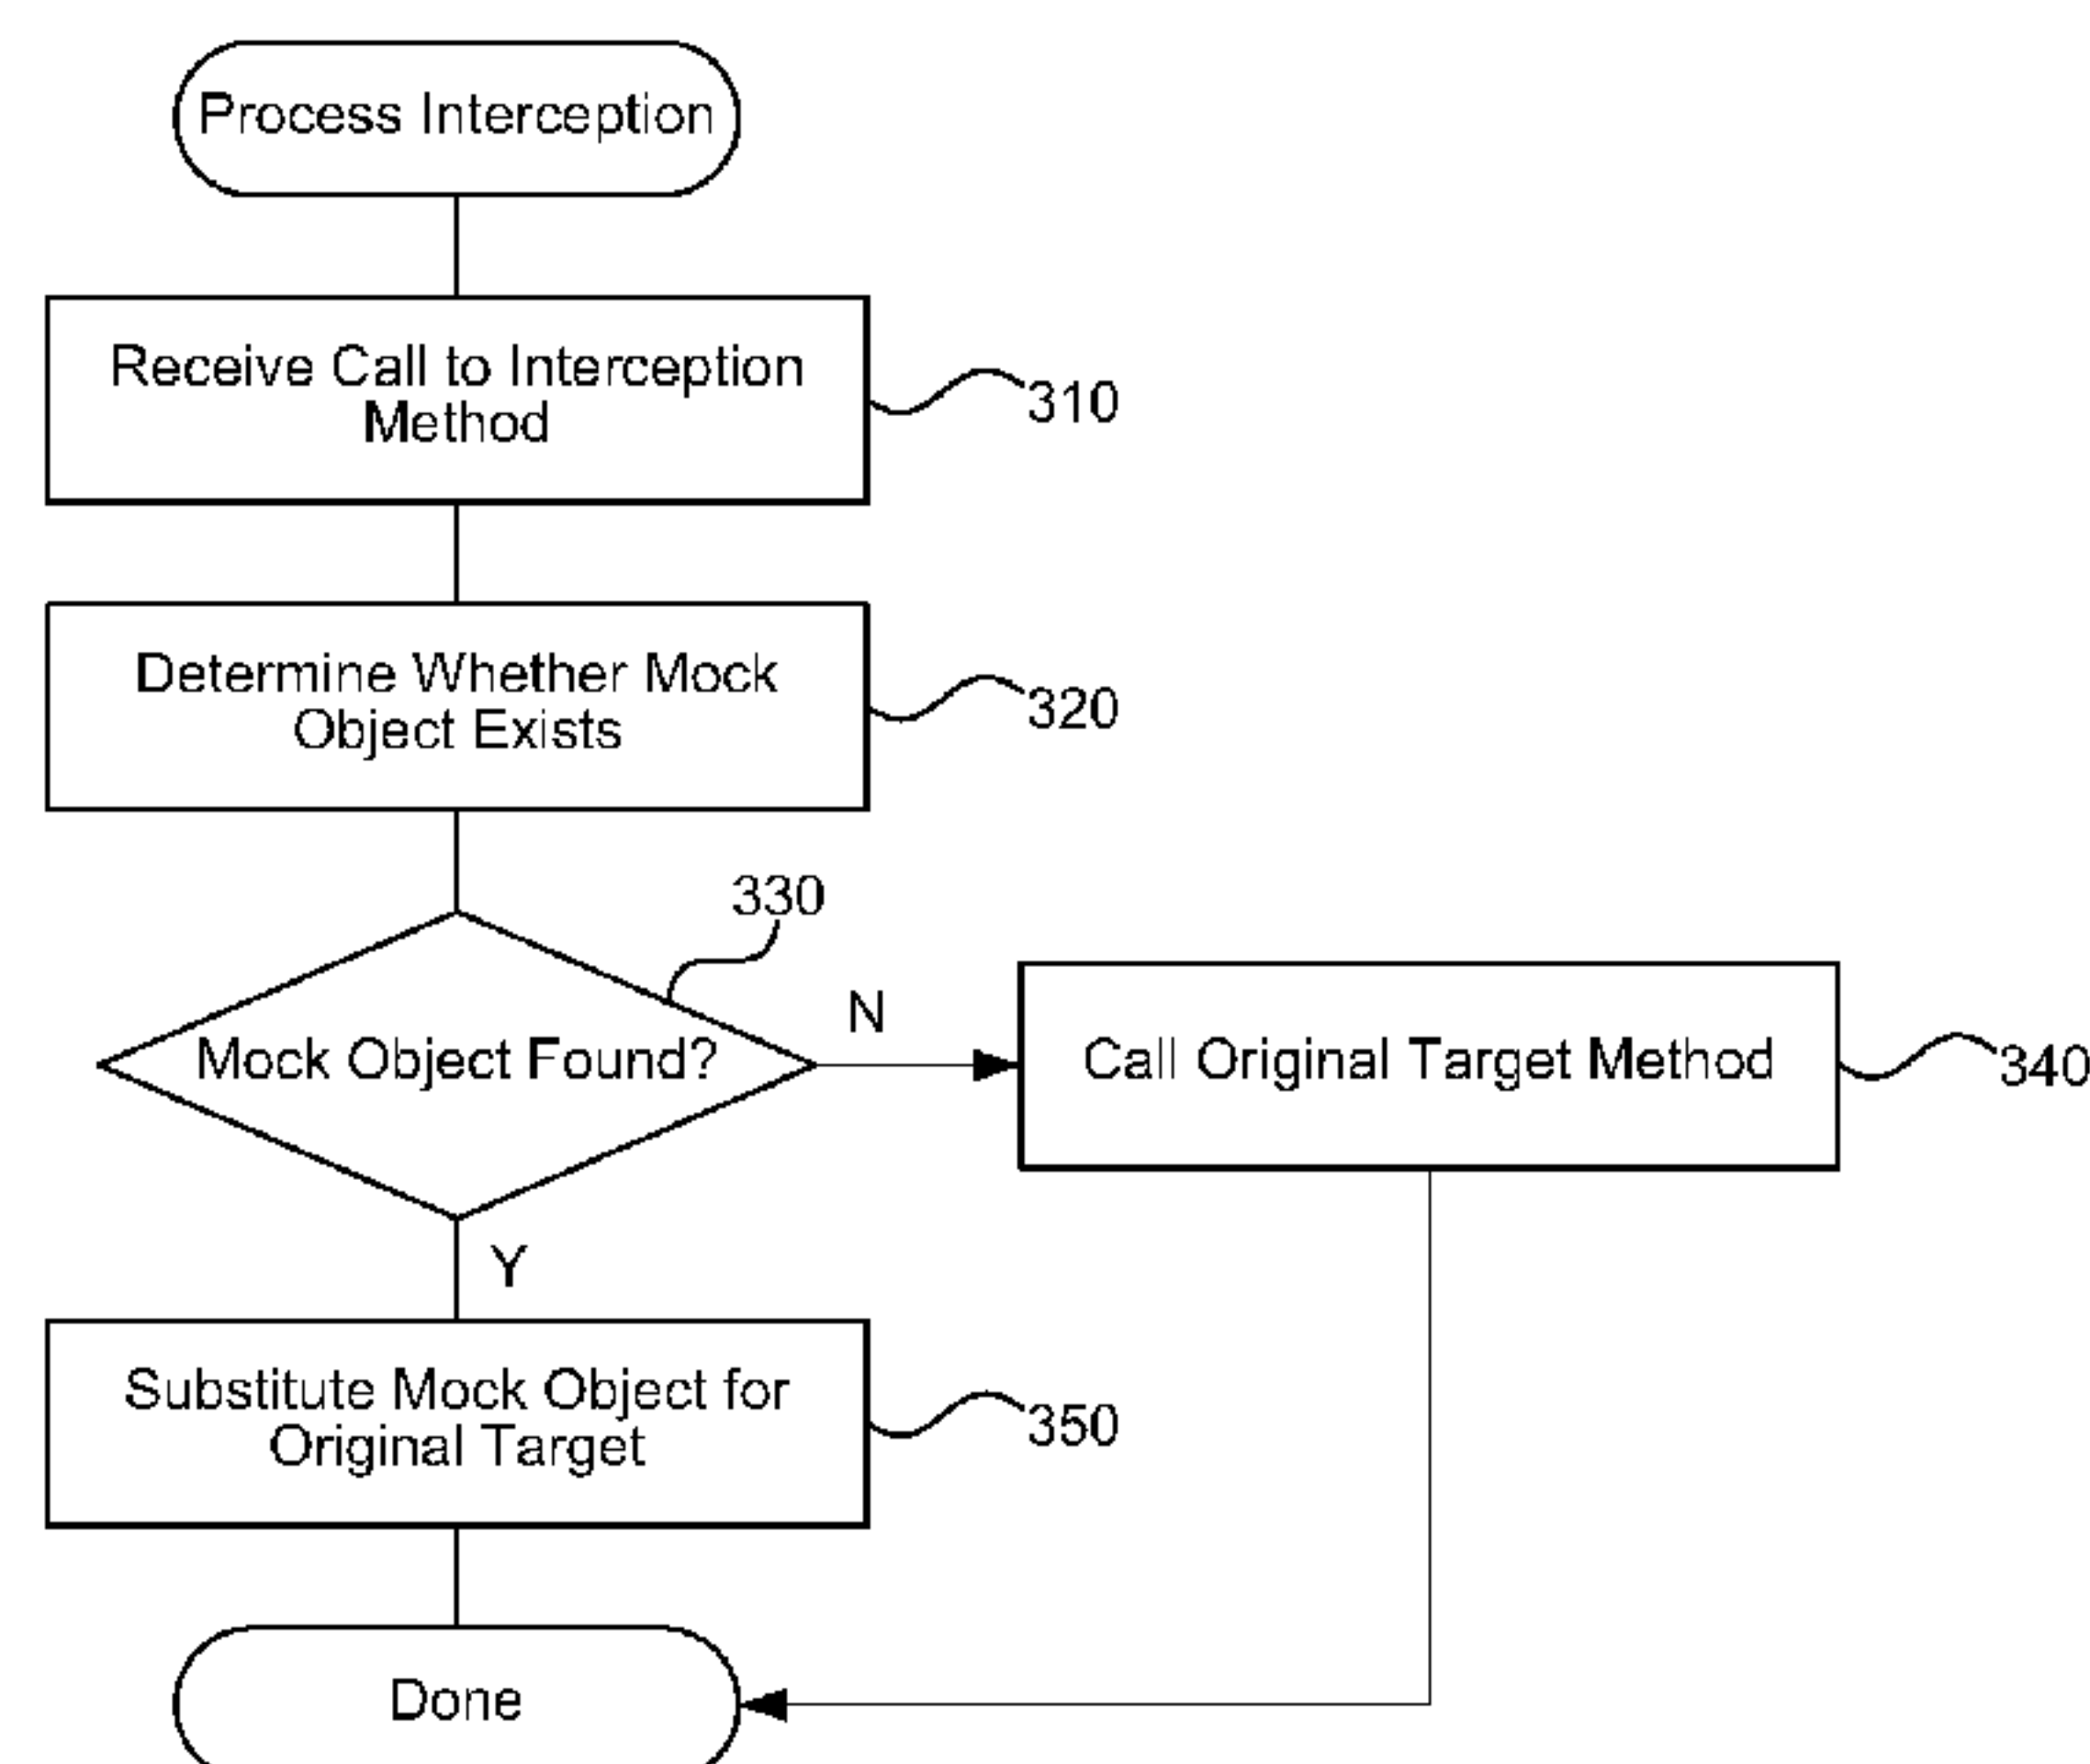 Process Interception
Receive Call to Interception
Method
310
Determine Whether Mock
Object Exists
320
330
Mock Object Found?
N
Call Original Target Method
340
Y
Substitute Mock Object for
Original Target
350
Done